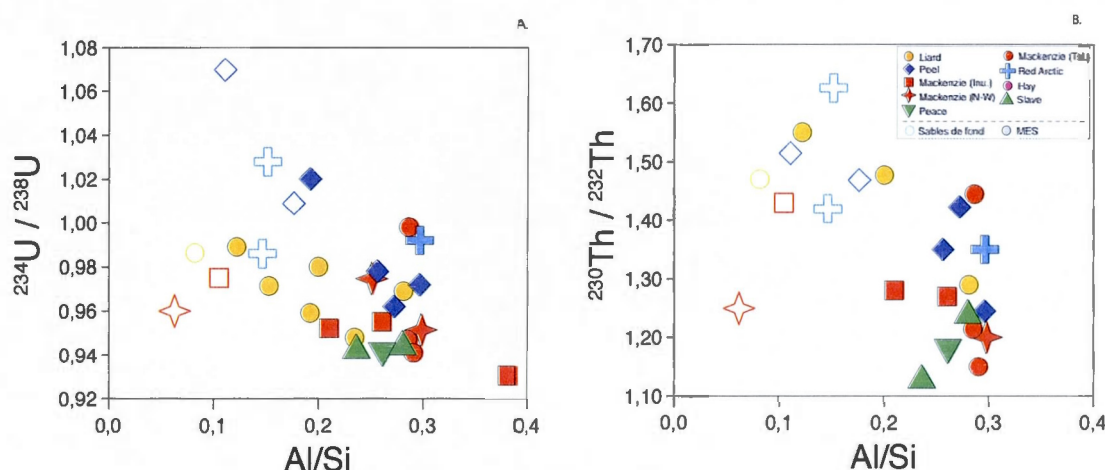 A.
1,08
1,06
1,04
1,02
1,00
0,98
0,96
0,94
0,92
234U / 238U
0,0 0,1 0,2 0,3 0,4
Al/Si
B.
1,70
1,60
1,50
1,40
1,30
1,20
1,10
230Th / 232Th
0,0 0,1 0,2 0,3 0,4
Al/Si
Liard
Peel
Mackenzie (Inu.)
Mackenzie (N-W)
Peace
Mackenzie
Red Arctic
Hay
Slave
Sables de fond MES